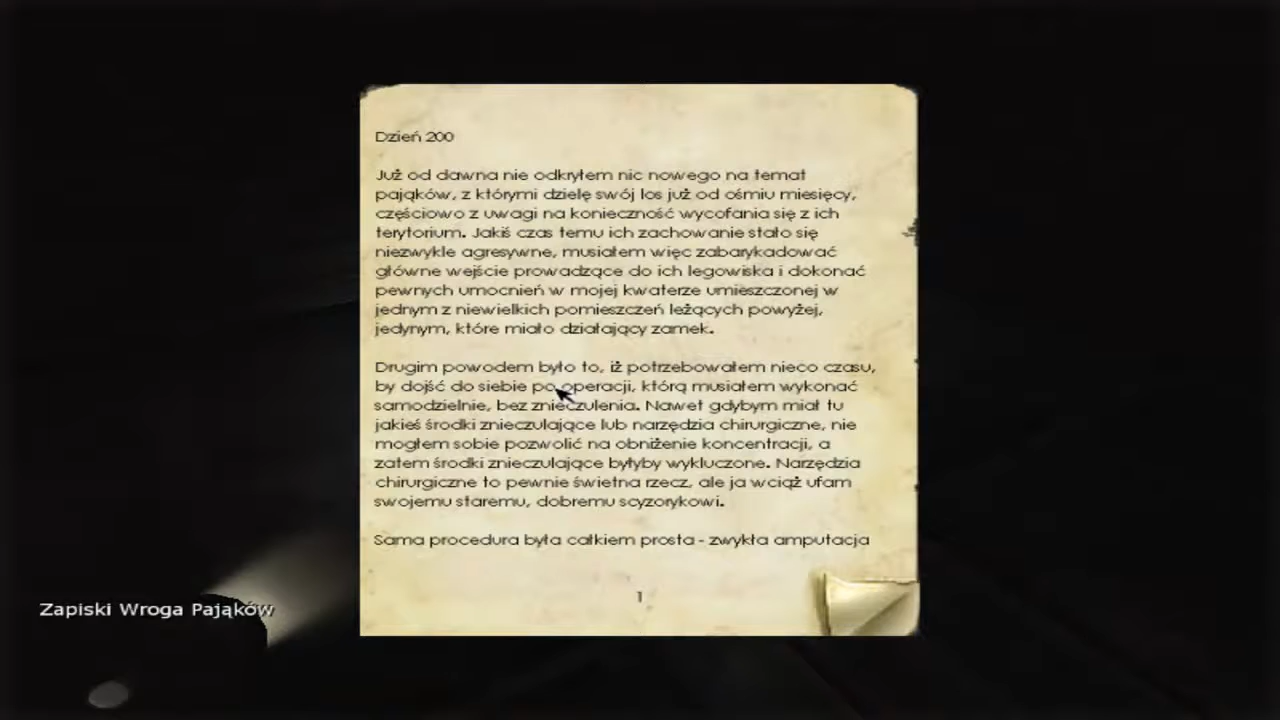 Dzień 200
Już od dawna nie odkryłem nic nowego na temat
pająków, z którymi dzielę swój los już od ośmiu miesięcy,
częściowo z uwagi na konieczność wycofania się z ich
terytorium. Jakiś czas temu ich zachowanie stało się
niezwykle agresywne, musiałem więc zabarykadować
główne wejście prowadzące do ich legowiska i dokonać
pewnych umocnień w mojej kwaterze umieszczonej w
jednym z niewielkich pomieszczeń leżących powyżej,
jedynym, które miało działający zamek.
Drugim powodem było to, iż potrzebowałem nieco czasu,
by dojść do siebie po operacji, którą musiałem wykonać
samodzielnie, bez znieczulenia. Nawet gdybym miał tu
jakieś środki znieczulające lub narzędzia chirurgiczne, nie
mogłem sobie pozwolić na obniżenie koncentracji, a
zatem środki znieczulające byłyby wykluczone. Narzędzia
chirurgiczne to pewnie świetna rzecz, ale ja wciąż ufam
swojemu staremu, dobremu scyzorykowi.
Sama procedura była całkiem prosta - zwykła amputacja
1
Zapiski Wroga Pająków